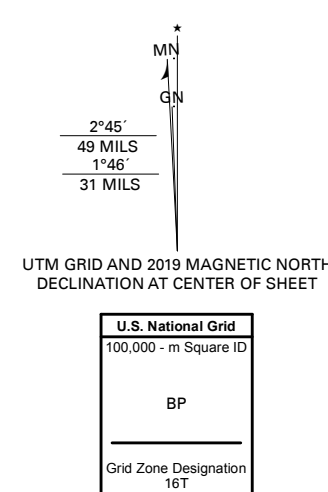 ★
MN
GN
2°45´
49 MILS
1°46´
31 MILS
UTM GRID AND 2019 MAGNETIC NORTH
DECLINATION AT CENTER OF SHEET
U.S. National Grid
100,000 - m Square ID
BP
Grid Zone Designation
16T